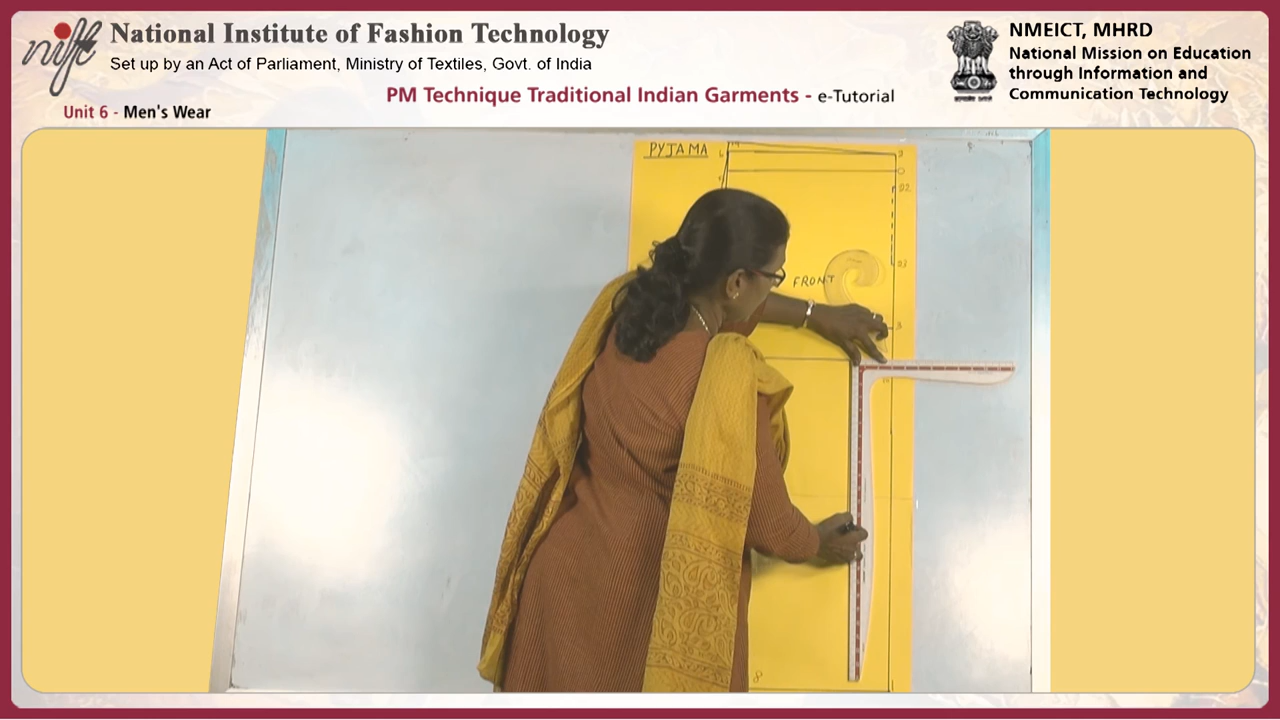 nift
National Institute of Fashion Technology
Set up by an Act of Parliament, Ministry of Textiles, Govt. of India
NMEICT, MHRD
National Mission on Education
through Information and
Communication Technology
PM Technique Traditional Indian Garments - e-Tutorial
Unit 6 - Men's Wear
PYJAMA
FRONT